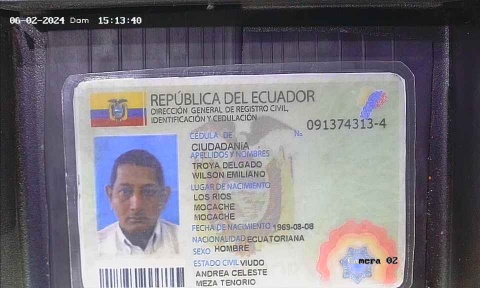 06-02-2024 Dom 15:13:40
REPÚBLICA DEL ECUADOR
DIRECCIÓN GENERAL DE REGISTRO CIVIL,
IDENTIFICACIÓN Y CEDULACIÓN
CÉDULA DE No. 091374313-4
CIUDADANÍA
APELLIDOS Y NOMBRES
TROYA DELGADO
WILSON EMILIANO
LUGAR DE NACIMIENTO
LOS RIOS
MOCACHE
MOCACHE
FECHA DE NACIMIENTO 1969-08-08
NACIONALIDAD ECUATORIANA
SEXO HOMBRE
ESTADO CIVIL VIUDO
ANDREA CELESTE
MEZA TENORIO
mera 02